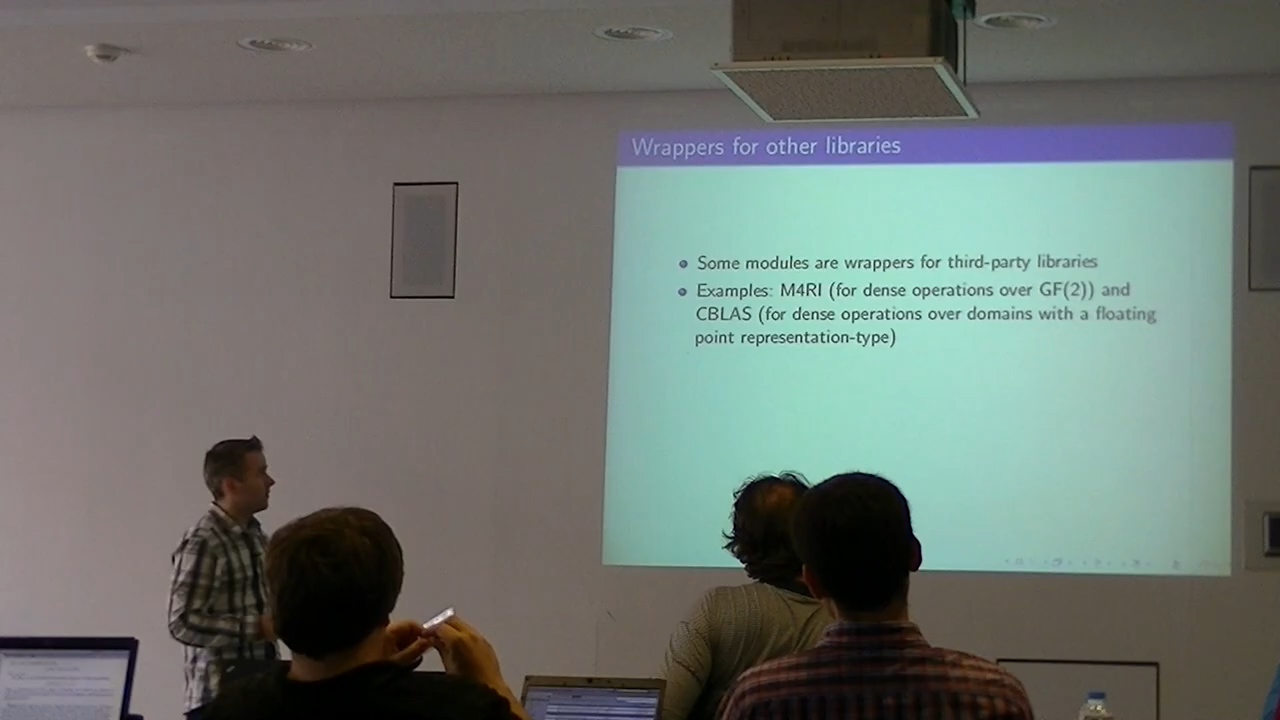 Wrappers for other libraries
Some modules are wrappers for third-party libraries
Examples: M4RI (for dense operations over GF(2)) and
CBLAS (for dense operations over domains with a floating
point representation-type)